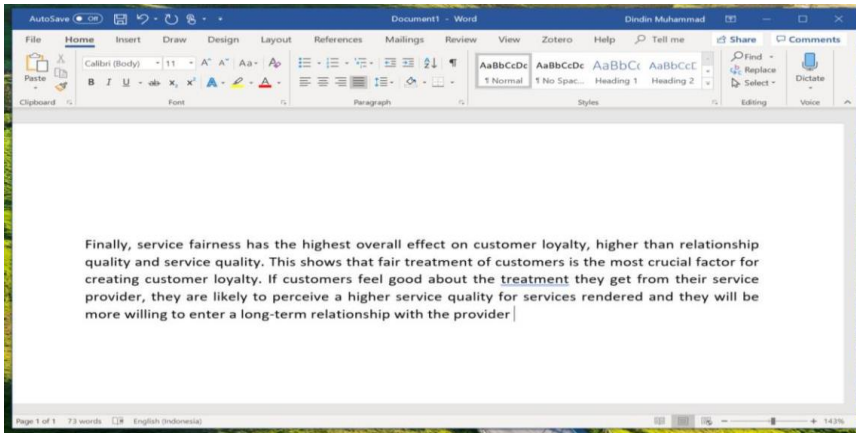 AutoSave Off Document1 - Word Dindin Muhammad
File Home Insert Draw Design Layout References Mailings Review View Zotero Help Tell me Share Comments
Paste Calibri (Body) 11 A^ A˅ Aa A AaBbCcDc AaBbCcDc AaBbCc AaBbCcD Find
B I U ab x₂ x² A A ¶ Normal ¶ No Spac... Heading 1 Heading 2 Replace
Select Dictate
Clipboard Font Paragraph Styles Editing Voice
Finally, service fairness has the highest overall effect on customer loyalty, higher than relationship
quality and service quality. This shows that fair treatment of customers is the most crucial factor for
creating customer loyalty. If customers feel good about the treatment they get from their service
provider, they are likely to perceive a higher service quality for services rendered and they will be
more willing to enter a long-term relationship with the provider
Page 1 of 1 73 words English (Indonesia) 143%